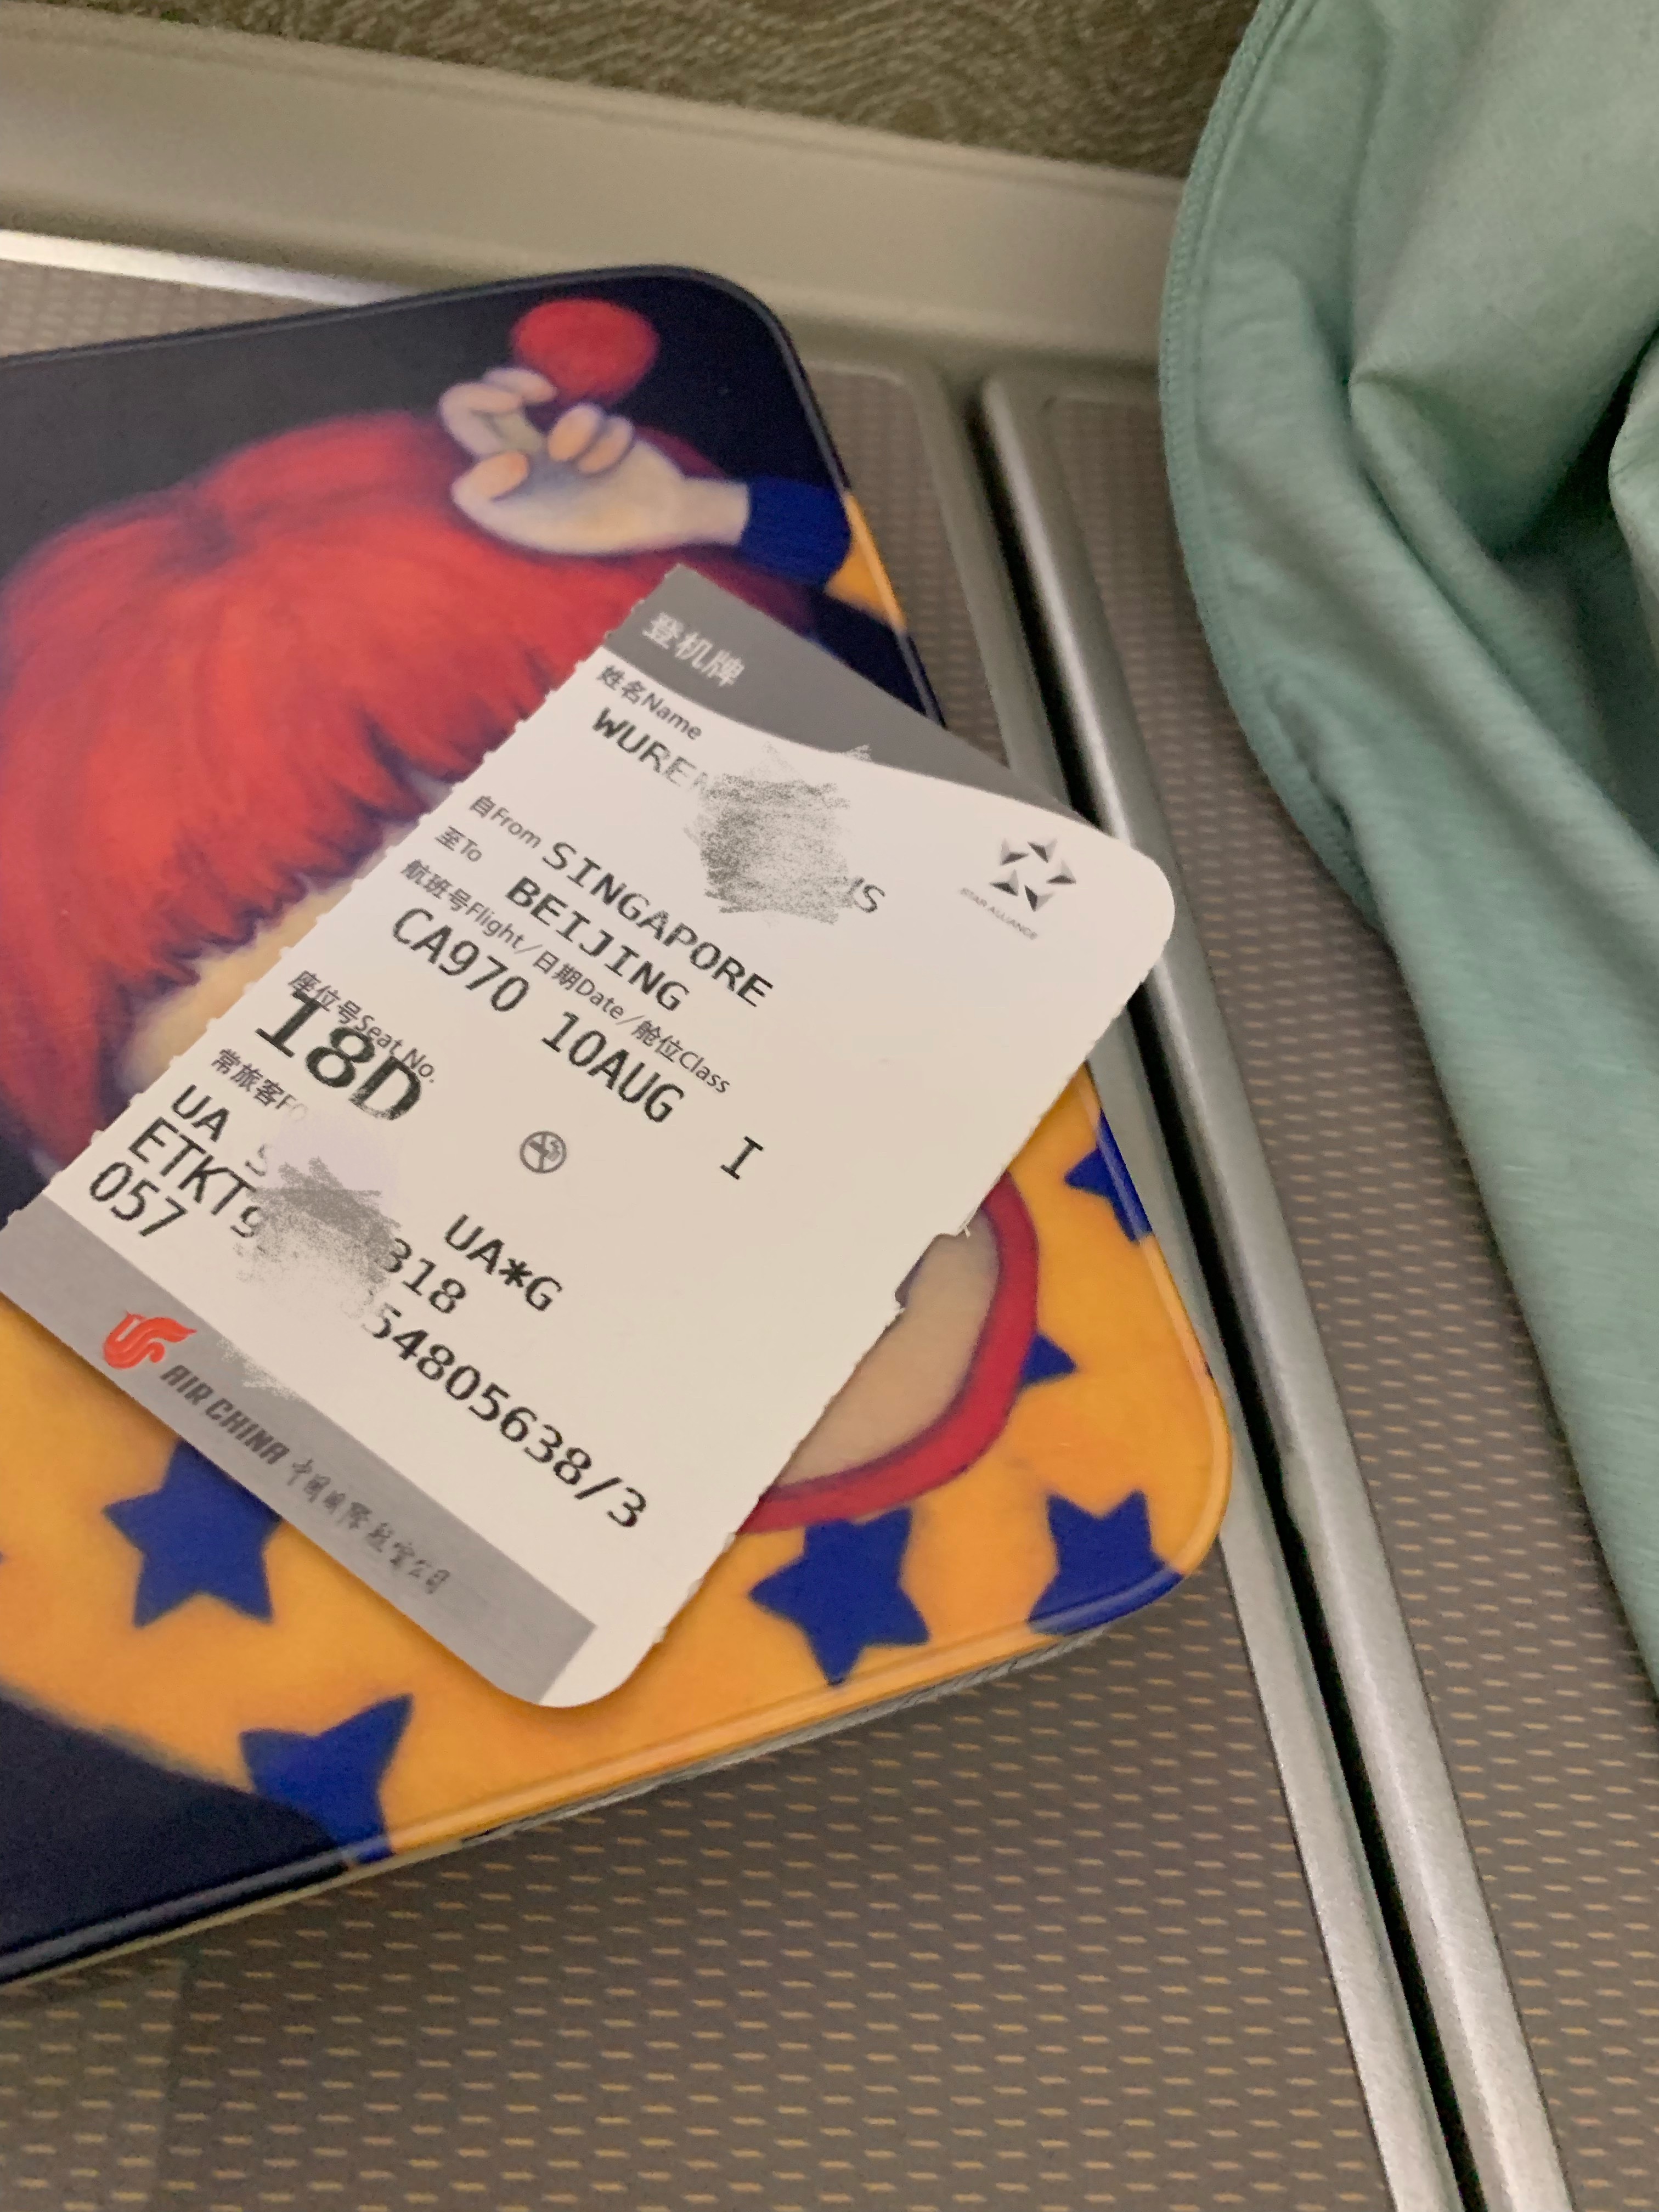 登机牌
姓名Name
STAR ALLIANCE
自From SINGAPORE
至To BEIJING
航班号Flight/日期Date/舱位Class
CA970 10AUG I
座位号Seat No.
18D
常旅客
UA UA*G
318
057 54805638/3
AIR CHINA 中国国际航空公司